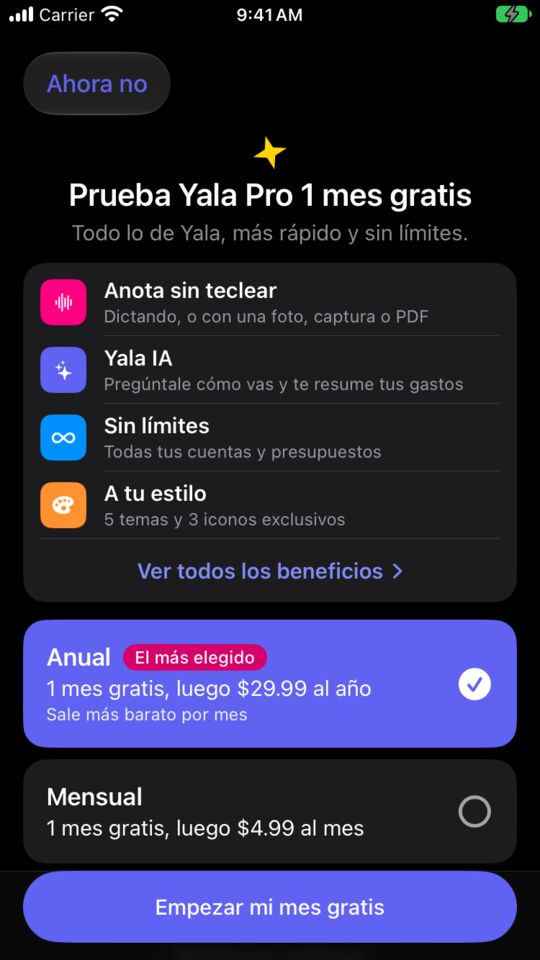 Carrier
9:41 AM
Ahora no
Prueba Yala Pro 1 mes gratis
Todo lo de Yala, más rápido y sin límites.
Anota sin teclear
Dictando, o con una foto, captura o PDF
Yala IA
Pregúntale cómo vas y te resume tus gastos
Sin límites
Todas tus cuentas y presupuestos
A tu estilo
5 temas y 3 iconos exclusivos
Ver todos los beneficios
Anual
El más elegido
1 mes gratis, luego $29.99 al año
Sale más barato por mes
Mensual
1 mes gratis, luego $4.99 al mes
Empezar mi mes gratis